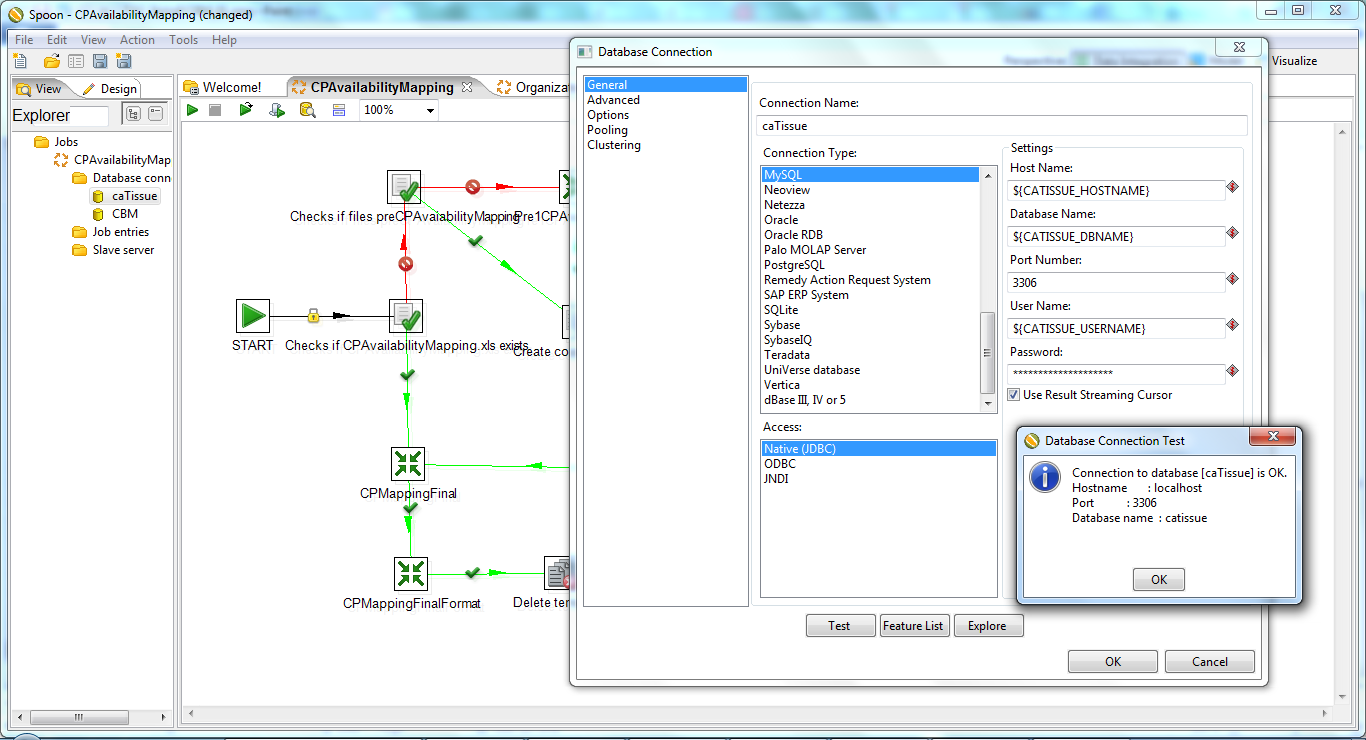 Spoon - CPAvailabilityMapping (changed)
File Edit View Action Tools Help
Visualize
View Design
Welcome! CPAvailabilityMapping Organiza
Explorer
100%
Jobs
CPAvailabilityMap
Database conn
caTissue
CBM
Job entries
Slave server
Checks if files preCPAvaiabilityMapping
Pre1CPAv
START
Checks if CPAvailabilityMapping.xls exists
Create co
CPMappingFinal
CPMappingFinalFormat
Delete ter
Database Connection
General
Advanced
Options
Pooling
Clustering
Connection Name:
caTissue
Connection Type:
MySQL
Neoview
Netezza
Oracle
Oracle RDB
Palo MOLAP Server
PostgreSQL
Remedy Action Request System
SAP ERP System
SQLite
Sybase
SybaseIQ
Teradata
UniVerse database
Vertica
dBase III, IV or 5
Access:
Native (JDBC)
ODBC
JNDI
Settings
Host Name:
${CATISSUE_HOSTNAME}
Database Name:
${CATISSUE_DBNAME}
Port Number:
3306
User Name:
${CATISSUE_USERNAME}
Password:
********************
Use Result Streaming Cursor
Test Feature List Explore
OK Cancel
Database Connection Test
Connection to database [caTissue] is OK.
Hostname : localhost
Port : 3306
Database name : catissue
OK